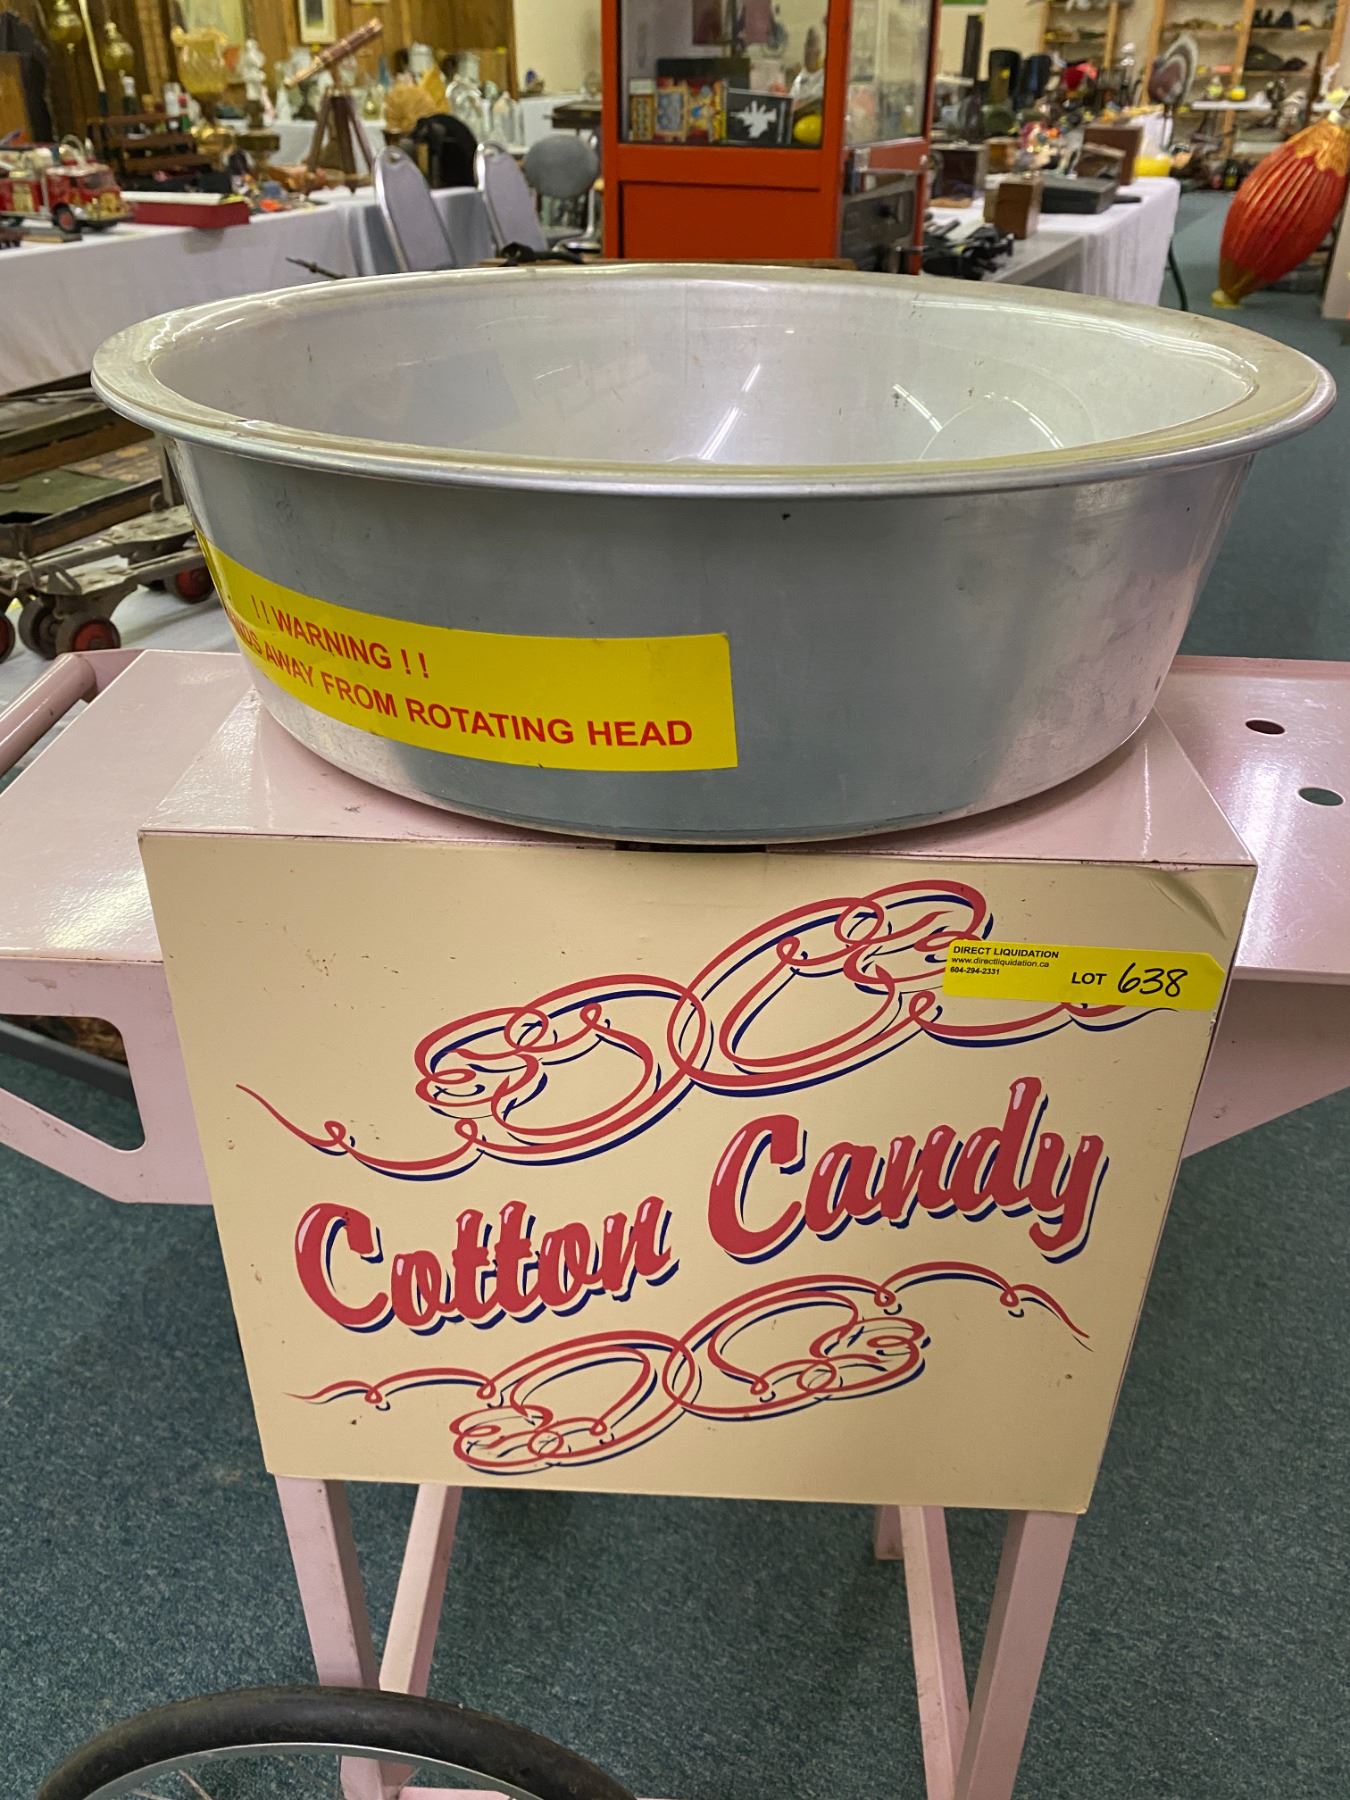 !! WARNING !!
AWAY FROM ROTATING HEAD
DIRECT LIQUIDATION
www.directliquidation.ca
604-294-2331
LOT 638
Cotton Candy